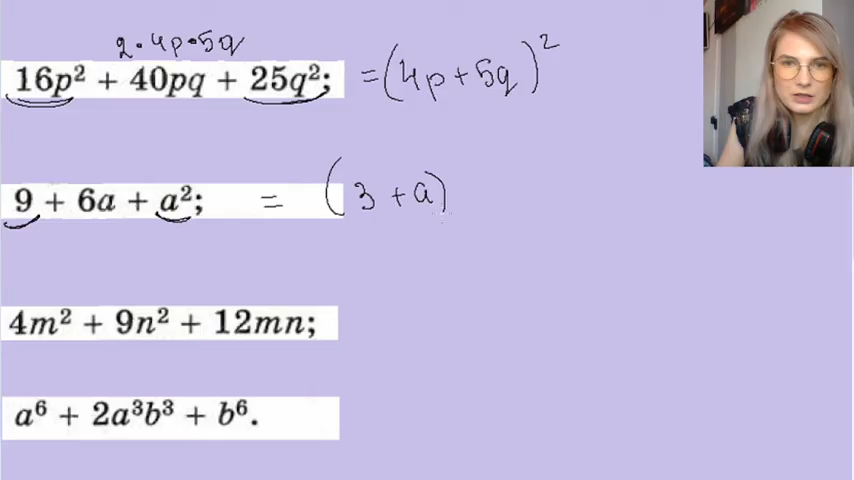 2 · 4p · 5q
16p² + 40pq + 25q²; = (4p + 5q)²
9 + 6a + a²; = (3 + a)
4m² + 9n² + 12mn;
a⁶ + 2a³b³ + b⁶.